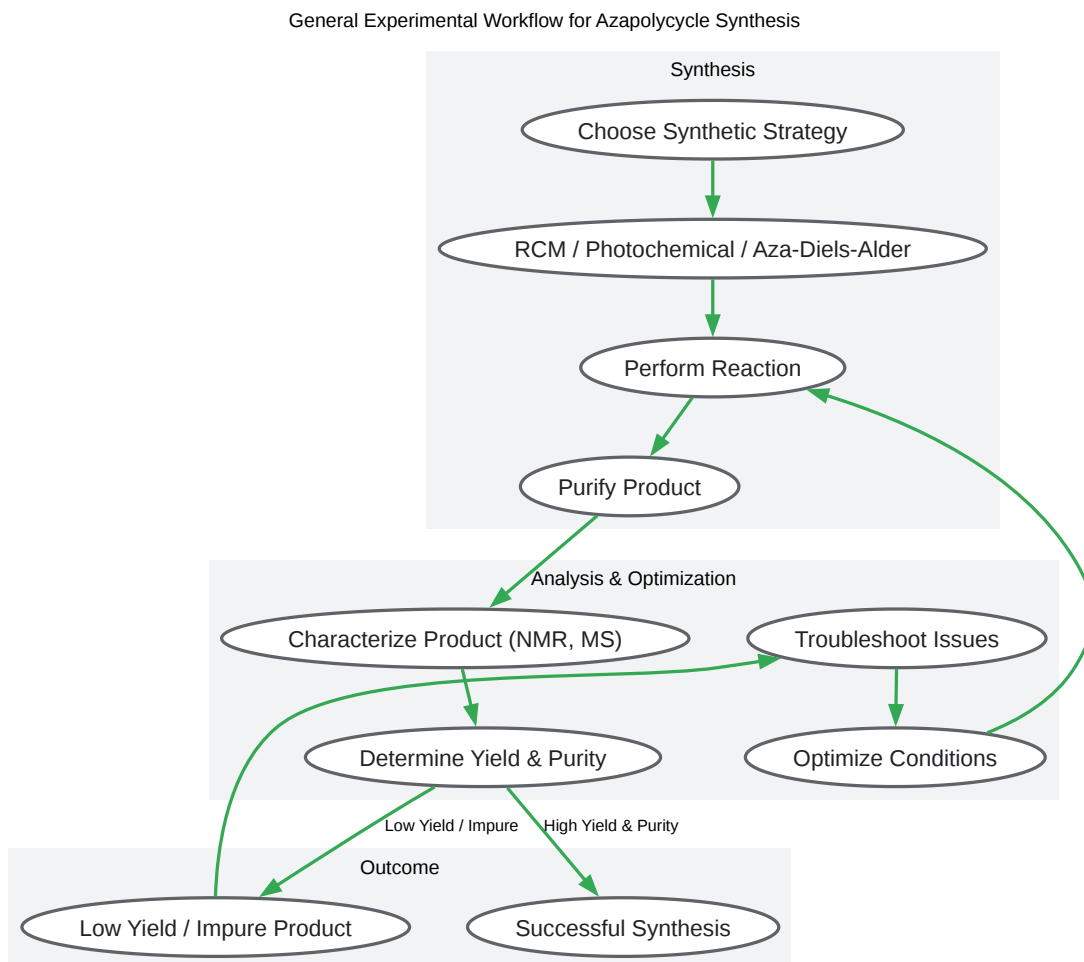 General Experimental Workflow for Azapolycycle Synthesis
Synthesis
Choose Synthetic Strategy
RCM / Photochemical / Aza-Diels-Alder
Perform Reaction
Purify Product
Analysis & Optimization
Characterize Product (NMR, MS)
Troubleshoot Issues
Determine Yield & Purity
Optimize Conditions
Low Yield / Impure
High Yield & Purity
Outcome
Low Yield / Impure Product
Successful Synthesis